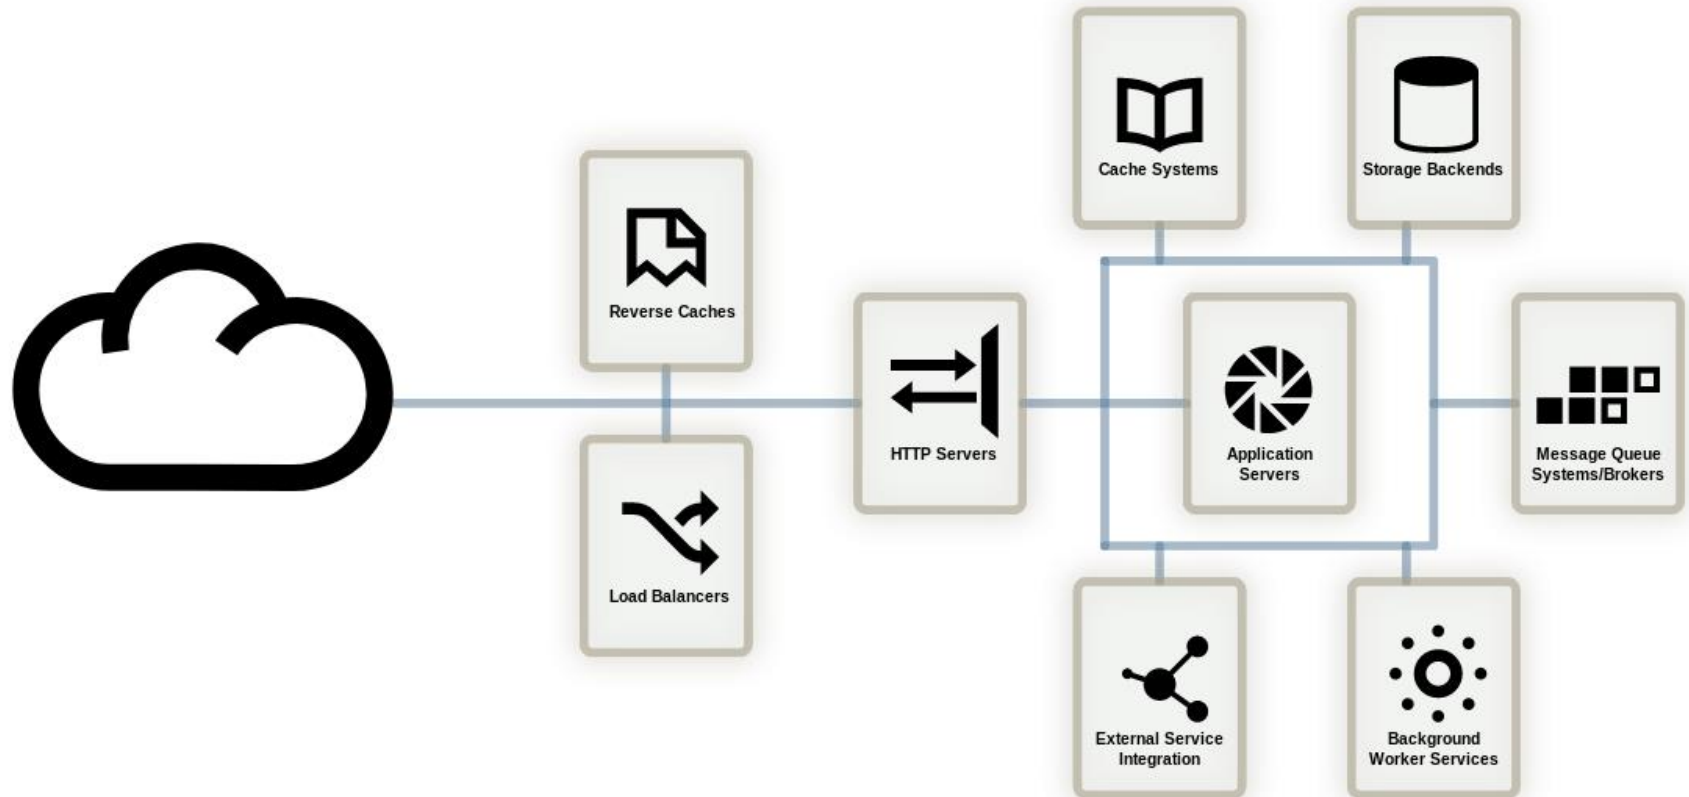 Cache Systems
Storage Backends
Reverse Caches
HTTP Servers
Application
Servers
Message Queue
Systems/Brokers
Load Balancers
External Service
Integration
Background
Worker Services